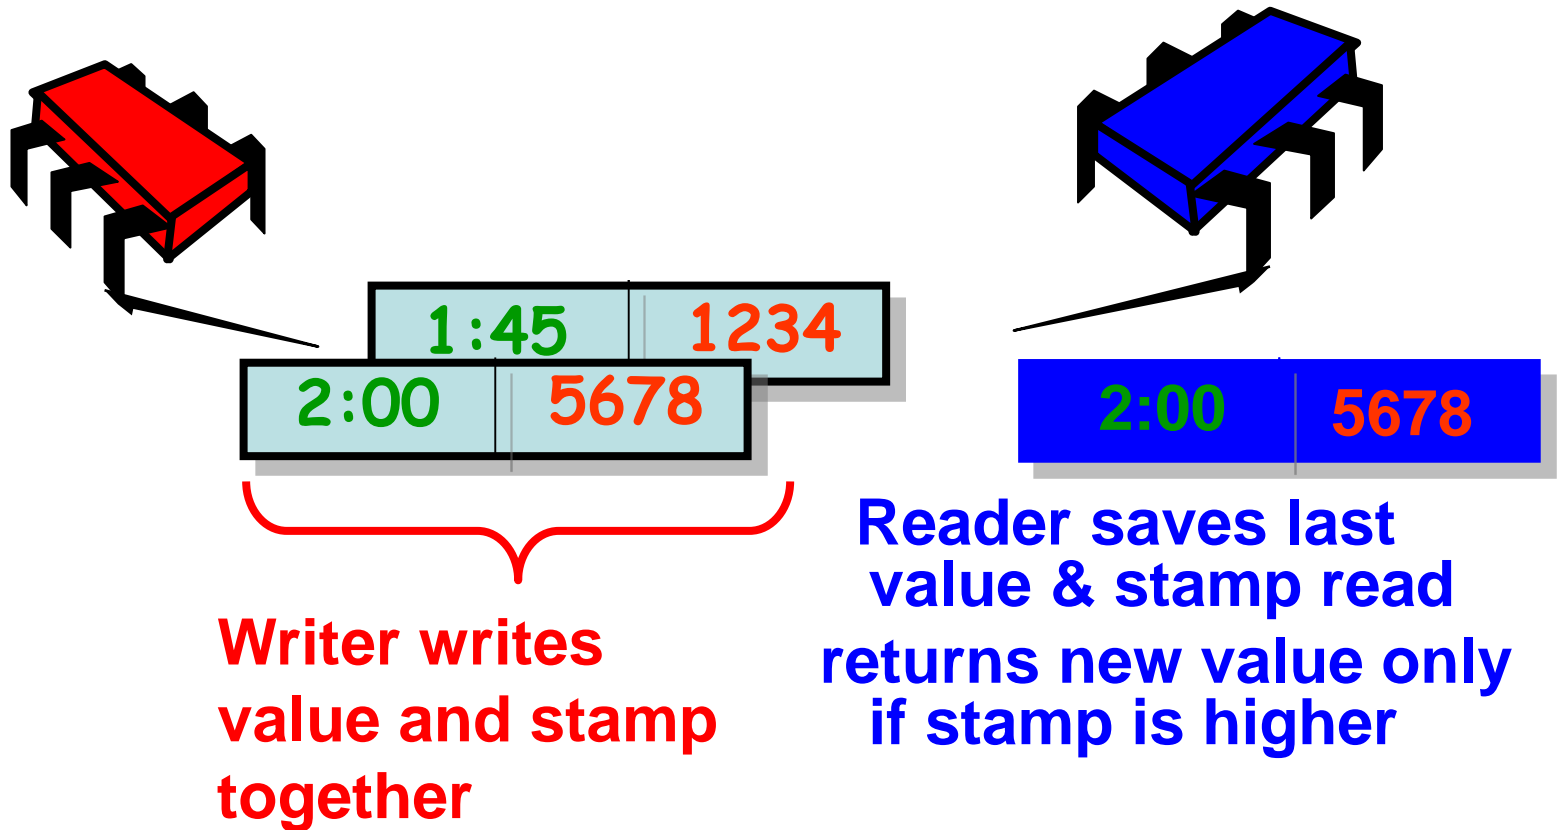 1:45 1234
2:00 5678
2:00 5678
Reader saves last
value & stamp read
returns new value only
if stamp is higher
Writer writes
value and stamp
together